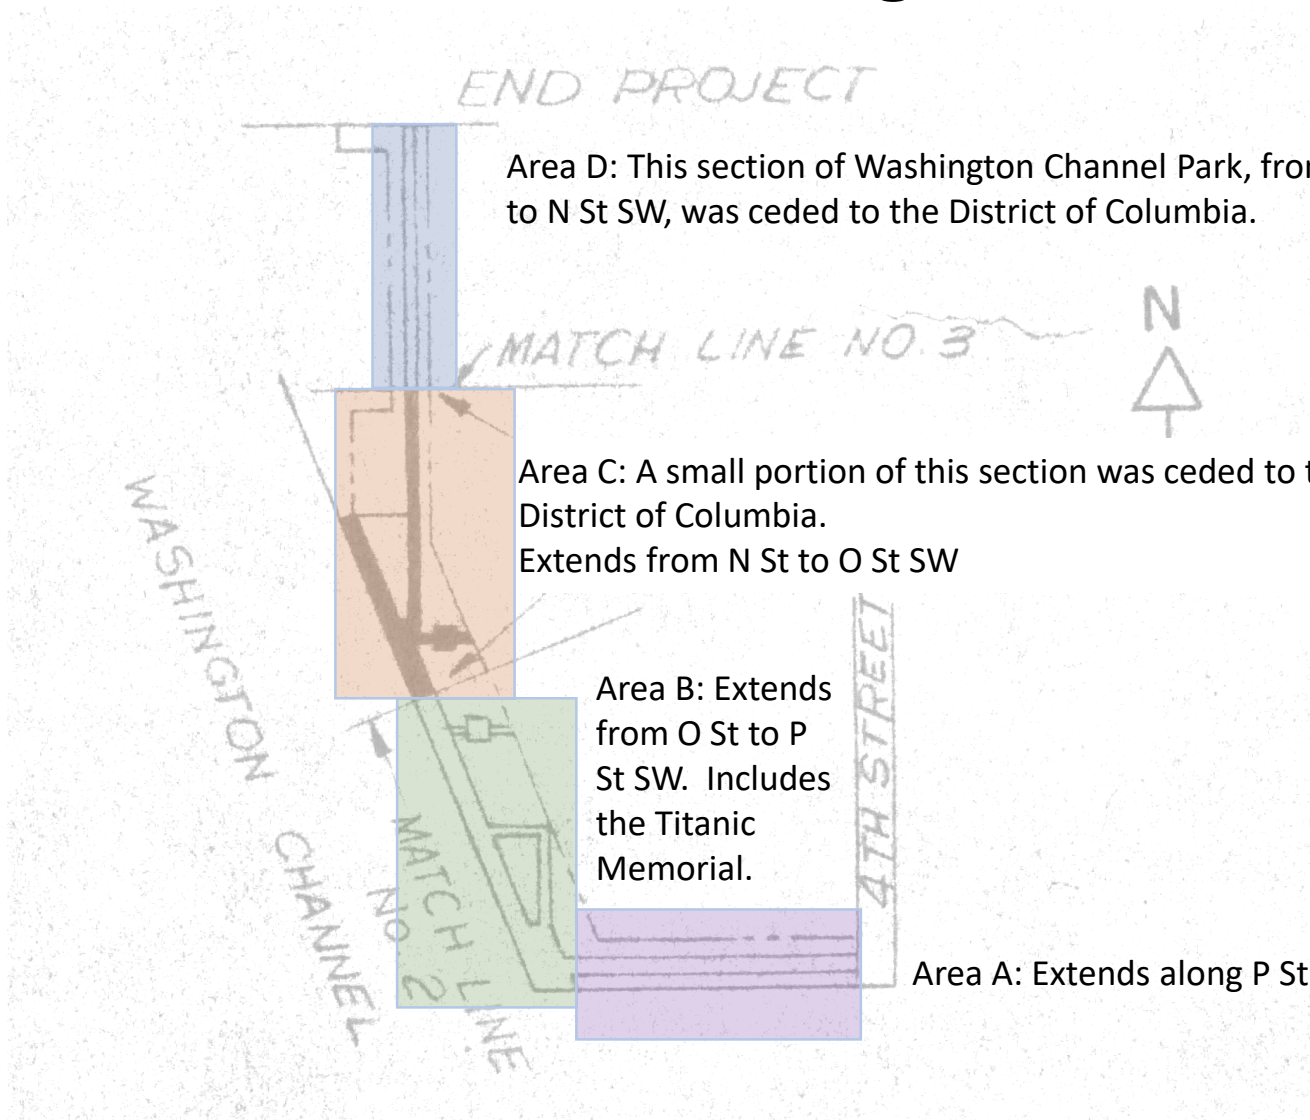 END PROJECT
Area D: This section of Washington Channel Park,
to N St SW, was ceded to the District of Columbia.
N
MATCH LINE NO. 3
Area C: A small portion of this section was ceded to
District of Columbia.
Extends from N St to O St SW
WASHINGTON CHANNEL
Area B: Extends
from O St to P
St SW. Includes
the Titanic
Memorial.
4TH STREET
MATCH LINE
NO. 2
Area A: Extends along P St